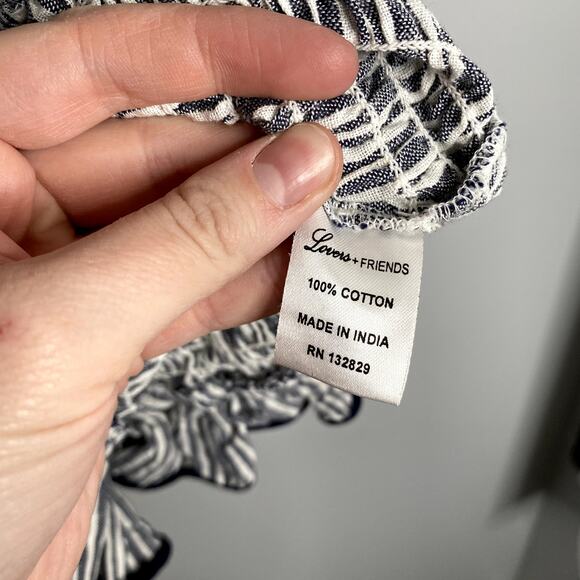 Lovers + FRIENDS
100% COTTON
MADE IN INDIA
RN 132829